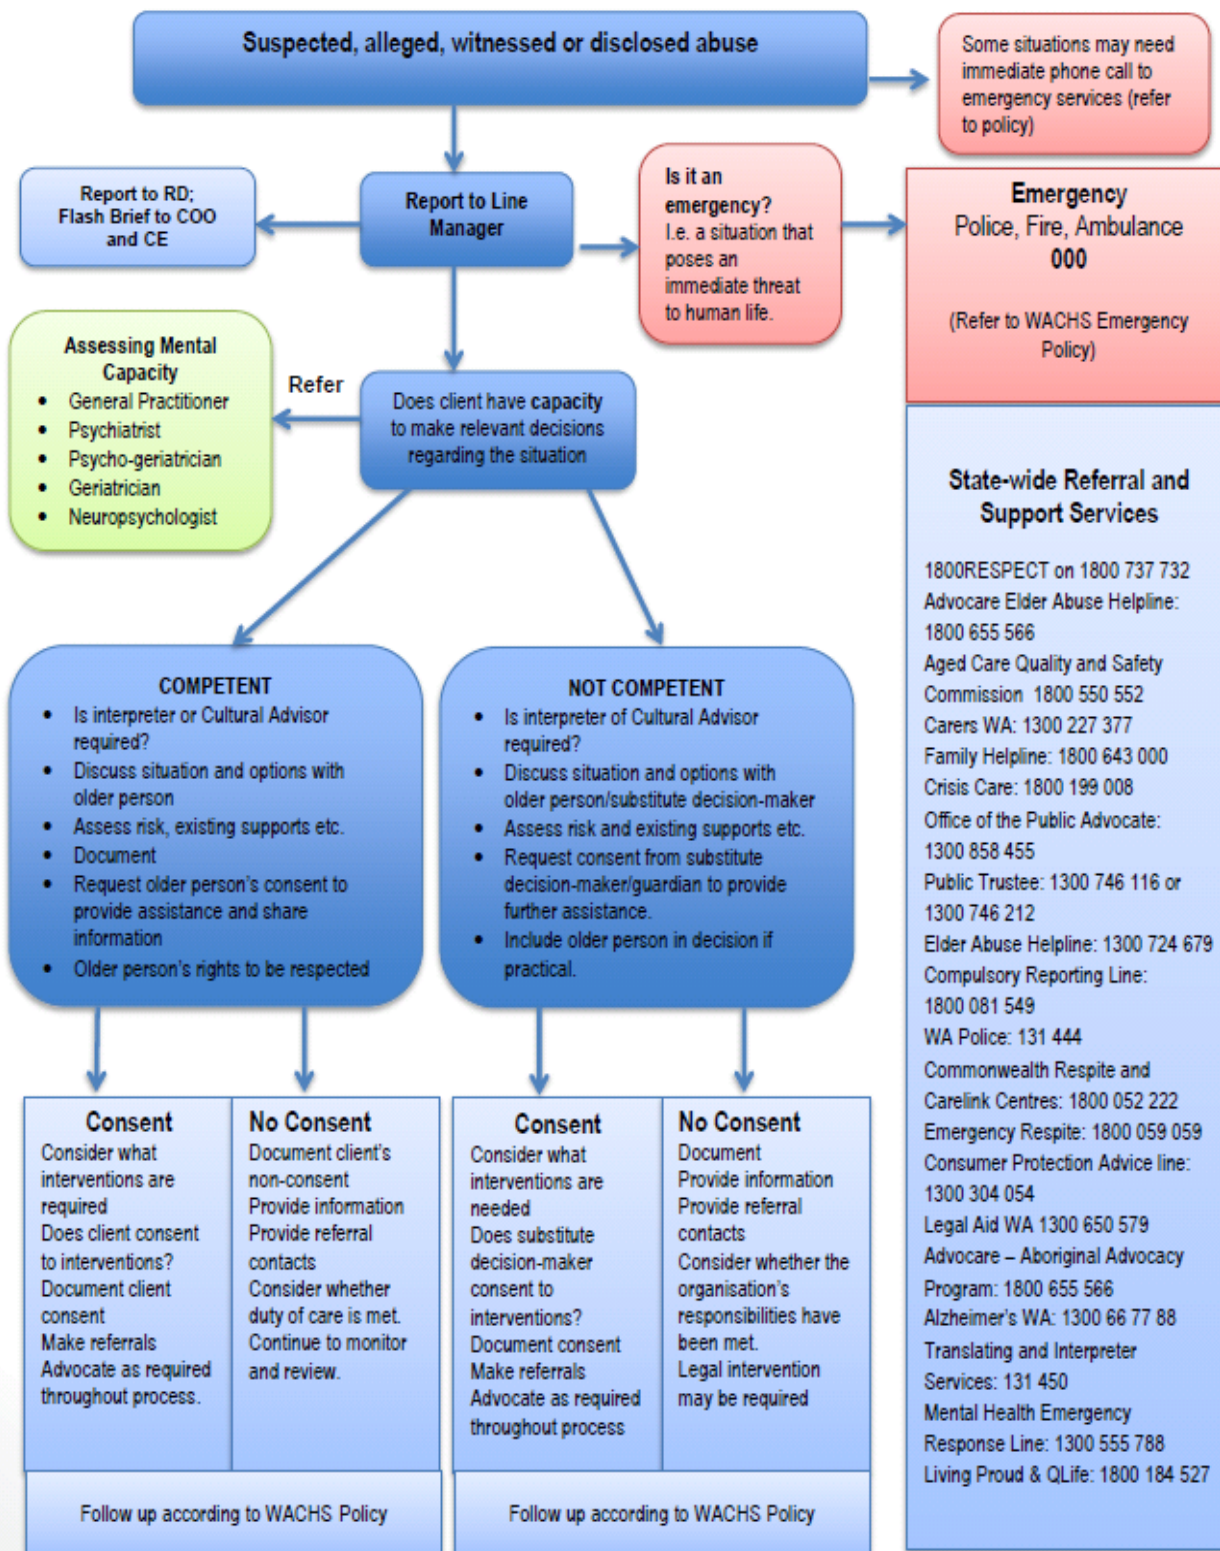 Suspected, alleged, witnessed or disclosed abuse
Some situations may need
immediate phone call to
emergency services (refer
to policy)
Report to RD;
Flash Brief to COO
and CE
Report to Line
Manager
Is it an
emergency?
I.e. a situation that
poses an
immediate threat
to human life.
Emergency
Police, Fire, Ambulance
000
(Refer to WACHS Emergency
Policy)
Assessing Mental
Capacity
• General Practitioner
• Psychiatrist
• Psycho-geriatrician
• Geriatrician
• Neuropsychologist
Refer
Does client have capacity
to make relevant decisions
regarding the situation
COMPETENT
• Is interpreter or Cultural Advisor
required?
• Discuss situation and options with
older person
• Assess risk, existing supports etc.
• Document
• Request older person's consent to
provide assistance and share
information
• Older person's rights to be respected
NOT COMPETENT
• Is interpreter of Cultural Advisor
required?
• Discuss situation and options with
older person/substitute decision-maker
• Assess risk and existing supports etc.
• Request consent from substitute
decision-maker/guardian to provide
further assistance.
• Include older person in decision if
practical.
Consent
Consider what
interventions are
required
Does client consent
to interventions?
Document client
consent
Make referrals
Advocate as required
throughout process.
No Consent
Document client's
non-consent
Provide information
Provide referral
contacts
Consider whether
duty of care is met.
Continue to monitor
and review.
Follow up according to WACHS Policy
Consent
Consider what
interventions are
needed
Does substitute
decision-maker
consent to
interventions?
Document consent
Make referrals
Advocate as required
throughout process
No Consent
Document
Provide information
Provide referral
contacts
Consider whether the
organisation's
responsibilities have
been met.
Legal intervention
may be required
Follow up according to WACHS Policy
State-wide Referral and
Support Services
1800RESPECT on 1800 737 732
Advocare Elder Abuse Helpline:
1800 655 566
Aged Care Quality and Safety
Commission 1800 550 552
Carers WA: 1300 227 377
Family Helpline: 1800 643 000
Crisis Care: 1800 199 008
Office of the Public Advocate:
1300 858 455
Public Trustee: 1300 746 116 or
1300 746 212
Elder Abuse Helpline: 1300 724 679
Compulsory Reporting Line:
1800 081 549
WA Police: 131 444
Commonwealth Respite and
Carelink Centres: 1800 052 222
Emergency Respite: 1800 059 059
Consumer Protection Advice line:
1300 304 054
Legal Aid WA 1300 650 579
Advocare – Aboriginal Advocacy
Program: 1800 655 566
Alzheimer's WA: 1300 66 77 88
Translating and Interpreter
Services: 131 450
Mental Health Emergency
Response Line: 1300 555 788
Living Proud & QLife: 1800 184 527